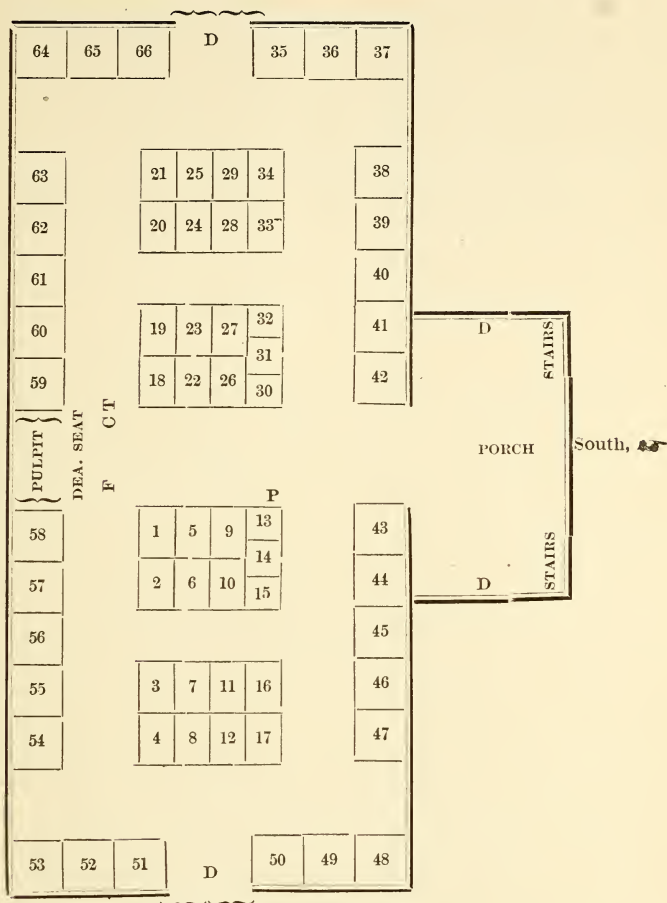 D
64 65 66 35 36 37
63 21 25 29 34 38
62 20 24 28 33 39
61 40
60 19 23 27 32 41 D STAIRS
31
59 18 22 26 30 42
PULPIT DEA. SEAT F C T
PORCH South,
P
58 1 5 9 13 43
14
57 2 6 10 15 44 D STAIRS
56 45
55 3 7 11 16 46
54 4 8 12 17 47
53 52 51 D 50 49 48